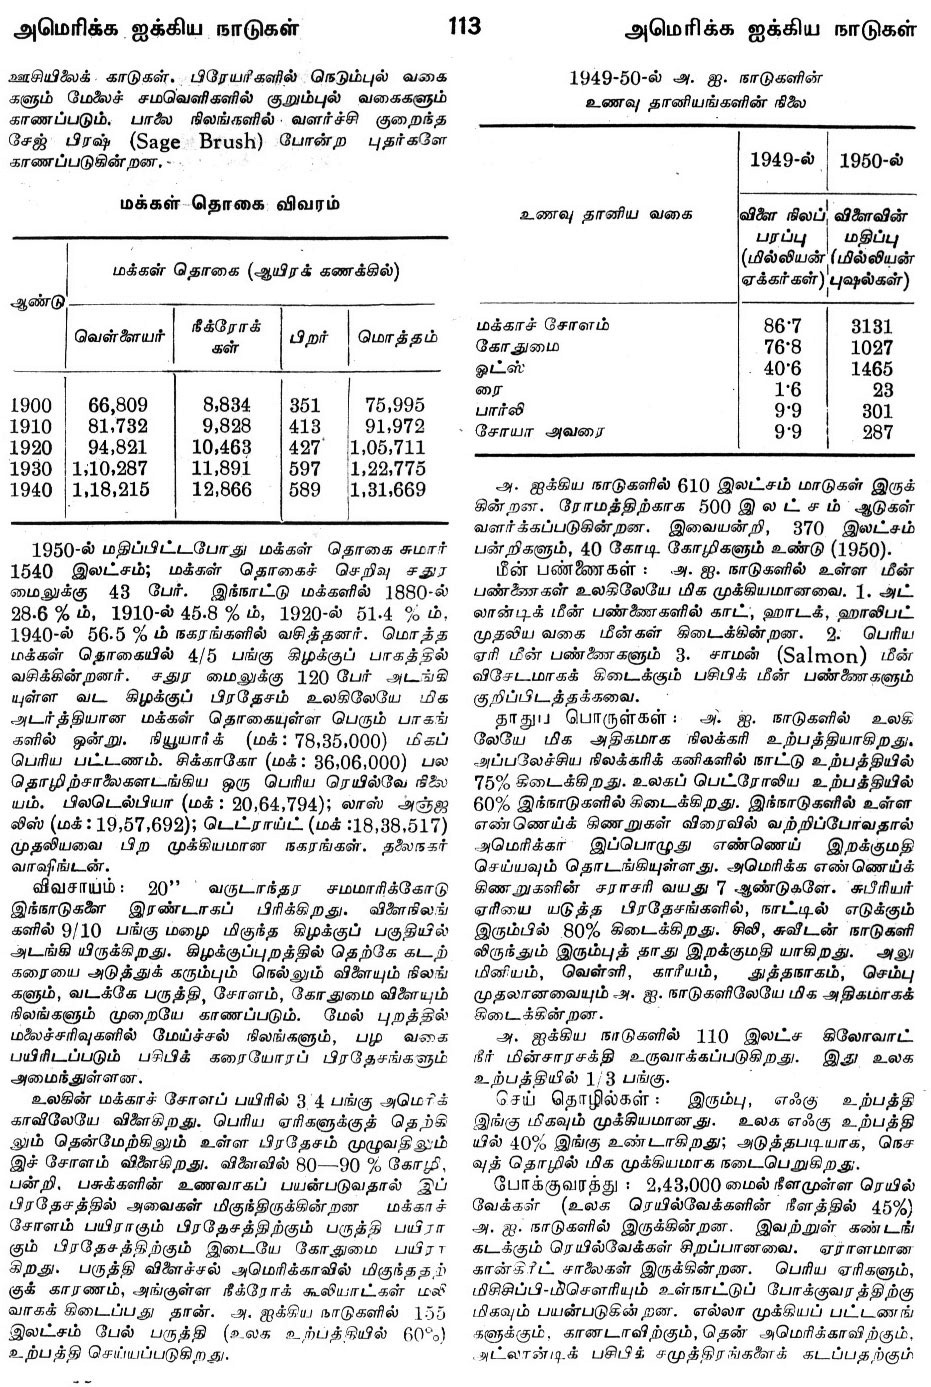 அமெரிக்க ஐக்கிய நாடுகள் 113 அமெரிக்க ஐக்கிய நாடுகள்
ஊசியிலைக் காடுகள். பிரேயரிகளில் நெடும்புல் வகை
களும் மேலைச் சமவெளிகளில் குறும்புல் வகைகளும்
காணப்படும். பாலை நிலங்களில் வளர்ச்சி குறைந்த
சேஜ் பிரஷ் (Sage Brush) போன்ற புதர்களே
காணப்படுகின்றன.
மக்கள் தொகை விவரம்
ஆண்டு மக்கள் தொகை (ஆயிரக் கணக்கில்)
வெள்ளையர் நீக்ரோக்கள் பிறர் மொத்தம்
1900 66,809 8,834 351 75,995
1910 81,732 9,828 413 91,972
1920 94,821 10,463 427 1,05,711
1930 1,10,287 11,891 597 1,22,775
1940 1,18,215 12,866 589 1,31,669
1950-ல் மதிப்பிட்டபோது மக்கள் தொகை சுமார்
1540 இலட்சம்; மக்கள் தொகைச் செறிவு சதுர
மைலுக்கு 43 பேர். இந்நாட்டு மக்களில் 1880-ல்
28.6 % ம், 1910-ல் 45.8 % ம், 1920-ல் 51.4 % ம்,
1940-ல் 56.5 % ம் நகரங்களில் வசித்தனர். மொத்த
மக்கள் தொகையில் 4/5 பங்கு கிழக்குப் பாகத்தில்
வசிக்கின்றனர். சதுர மைலுக்கு 120 பேர் அடங்கி
யுள்ள வட கிழக்குப் பிரதேசம் உலகிலேயே மிக
அடர்த்தியான மக்கள் தொகையுள்ள பெரும் பாகங்
களில் ஒன்று. நியூயார்க் (மக் : 78,35,000) மிகப்
பெரிய பட்டணம். சிக்காகோ (மக் : 36,06,000) பல
தொழிற்சாலைகளடங்கிய ஒரு பெரிய ரெயில்வே நிலை
யம். பிலடெல்பியா (மக் : 20,64,794); லாஸ் அஞ்ஜ
லிஸ் (மக் : 19,57,692); டெட்ராய்ட் (மக் :18,38,517)
முதலியவை பிற முக்கியமான நகரங்கள். தலைநகர்
வாஷிங்டன்.
விவசாயம் : 20'' வருடாந்தர சமமாரிக்கோடு
இந்நாடுகளை இரண்டாகப் பிரிக்கிறது. விளைநிலங்
களில் 9/10 பங்கு மழை மிகுந்த கிழக்குப் பகுதியில்
அடங்கி யிருக்கிறது. கிழக்குப்புறத்தில் தெற்கே கடற்
கரையை அடுத்துக் கரும்பும் நெல்லும் விளையும் நிலங்
களும், வடக்கே பருத்தி, சோளம், கோதுமை விளையும்
நிலங்களும் முறையே காணப்படும். மேல் புறத்தில்
மலைச்சரிவுகளில் மேய்ச்சல் நிலங்களும், பழ வகை
பயிரிடப்படும் பசிபிக் கரையோரப் பிரதேசங்களும்
அமைந்துள்ளன.
உலகின் மக்காச் சோளப் பயிரில் 3 4 பங்கு அமெரிக்
காவிலேயே விளைகிறது. பெரிய ஏரிகளுக்குத் தெற்கி
லும் தென்மேற்கிலும் உள்ள பிரதேசம் முழுவதிலும்
இச் சோளம் விளைகிறது. விளைவில் 80—90 % கோழி,
பன்றி, பசுக்களின் உணவாகப் பயன்படுவதால் இப்
பிரதேசத்தில் அவைகள் மிகுந்திருக்கின்றன மக்காச்
சோளம் பயிராகும் பிரதேசத்திற்கும் பருத்தி பயிரா
கும் பிரதேசத்திற்கும் இடையே கோதுமை பயிரா
கிறது. பருத்தி விளைச்சல் அமெரிக்காவில் மிகுந்ததற்
குக் காரணம், அங்குள்ள நீக்ரோக் கூலியாட்கள் மலி
வாகக் கிடைப்பது தான். அ. ஐக்கிய நாடுகளில் 155
இலட்சம் பேல் பருத்தி (உலக உற்பத்தியில் 60%)
உற்பத்தி செய்யப்படுகிறது.
1949-50-ல் அ. ஐ. நாடுகளின்
உணவு தானியங்களின் நிலை
1949-ல் 1950-ல்
உணவு தானிய வகை
விளை நிலப் விளைவின்
பரப்பு மதிப்பு
(மில்லியன் (மில்லியன்
ஏக்கர்கள்) புஷல்கள்)
மக்காச் சோளம் 86·7 3131
கோதுமை 76·8 1027
ஓட்ஸ் 40·6 1465
ரை 1·6 23
பார்லி 9·9 301
சோயா அவரை 9·9 287
அ. ஐக்கிய நாடுகளில் 610 இலட்சம் மாடுகள் இருக்
கின்றன. ரோமத்திற்காக 500 இ ல ட் ச ம் ஆடுகள்
வளர்க்கப்படுகின்றன. இவையன்றி, 370 இலட்சம்
பன்றிகளும், 40 கோடி கோழிகளும் உண்டு (1950).
மீன் பண்ணைகள் : அ. ஐ. நாடுகளில் உள்ள மீன்
பண்ணைகள் உலகிலேயே மிக முக்கியமானவை. 1. அட்
லான்டிக் மீன் பண்ணைகளில் காட், ஹாடக், ஹாலிபட்
முதலிய வகை மீன்கள் கிடைக்கின்றன. 2. பெரிய
ஏரி மீன் பண்ணைகளும் 3. சாமன் (Salmon) மீன்
விசேடமாகக் கிடைக்கும் பசிபிக் மீன் பண்ணைகளும்
குறிப்பிடத்தக்கவை.
தாதுப் பொருள்கள் : அ. ஐ. நாடுகளில் உலகி
லேயே மிக அதிகமாக நிலக்கரி உற்பத்தியாகிறது.
அப்பலேச்சிய நிலக்கரிக் கனிகளில் நாட்டு உற்பத்தியில்
75% கிடைக்கிறது. உலகப் பெட்ரோலிய உற்பத்தியில்
60% இந்நாடுகளில் கிடைக்கிறது. இந்நாடுகளில் உள்ள
எண்ணெய்க் கிணறுகள் விரைவில் வற்றிப்போவதால்
அமெரிக்கர் இப்பொழுது எண்ணெய் இறக்குமதி
செய்யவும் தொடங்கியுள்ளது. அமெரிக்க எண்ணெய்க்
கிணறுகளின் சராசரி வயது 7 ஆண்டுகளே. சுபீரியர்
ஏரியை யடுத்த பிரதேசங்களில், நாட்டில் எடுக்கும்
இரும்பில் 80% கிடைக்கிறது. சிலி, சுவீடன் நாடுகளி
லிருந்தும் இரும்புத் தாது இறக்குமதி யாகிறது. அலு
மினியம், வெள்ளி, காரீயம், துத்தநாகம், செம்பு
முதலானவையும் அ. ஐ. நாடுகளிலேயே மிக அதிகமாகக்
கிடைக்கின்றன.
அ. ஐக்கிய நாடுகளில் 110 இலட்ச கிலோவாட்
நீர் மின்சாரசக்தி உருவாக்கப்படுகிறது. இது உலக
உற்பத்தியில் 1/3 பங்கு.
செய் தொழில்கள் : இரும்பு, எஃகு உற்பத்தி
இங்கு மிகவும் முக்கியமானது. உலக எஃகு உற்பத்தி
யில் 40% இங்கு உண்டாகிறது; அடுத்தபடியாக, நெச
வுத் தொழில் மிக முக்கியமாக நடைபெறுகிறது.
போக்குவரத்து : 2,43,000 மைல் நீளமுள்ள ரெயில்
வேக்கள் (உலக ரெயில்வேக்களின் நீளத்தில் 45%)
அ. ஐ. நாடுகளில் இருக்கின்றன. இவற்றுள் கண்டங்
கடக்கும் ரெயில்வேக்கள் சிறப்பானவை. ஏராளமான
கான்கிரீட் சாலைகள் இருக்கின்றன. பெரிய ஏரிகளும்,
மிசிசிப்பி-மிசௌரியும் உள்நாட்டுப் போக்குவரத்திற்கு
மிகவும் பயன்படுகின்றன. எல்லா முக்கியப் பட்டணங்
களுக்கும், கானடாவிற்கும், தென் அமெரிக்காவிற்கும்,
அட்லாண்டிக் பசிபிக் சமுத்திரங்களைக் கடப்பதற்கும்